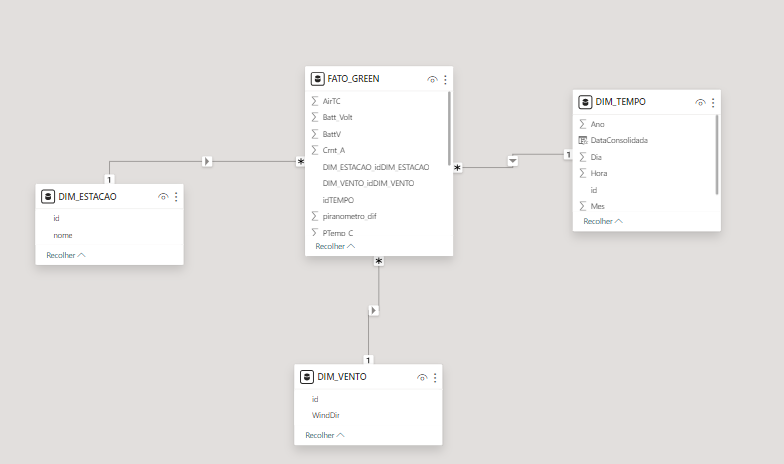 FATO_GREEN
AirTC
Batt_Volt
BattV
Crnt_A
DIM_ESTACAO_idDIM_ESTACAO
DIM_VENTO_idDIM_VENTO
idTEMPO
piranometro_dif
PTemp_C
Recolher
DIM_TEMPO
Ano
DataConsolidada
Dia
Hora
id
Mes
Recolher
DIM_ESTACAO
id
nome
Recolher
DIM_VENTO
id
WindDir
Recolher
1
*
*
1
*
1